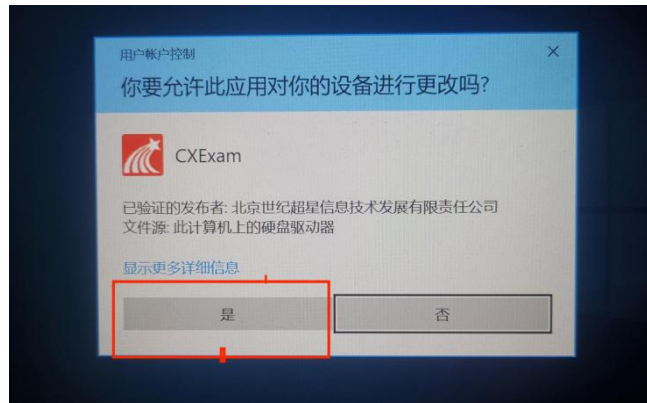 用户帐户控制
×
你要允许此应用对你的设备进行更改吗?
CXExam
已验证的发布者: 北京世纪超星信息技术发展有限责任公司
文件源: 此计算机上的硬盘驱动器
显示更多详细信息
是
否